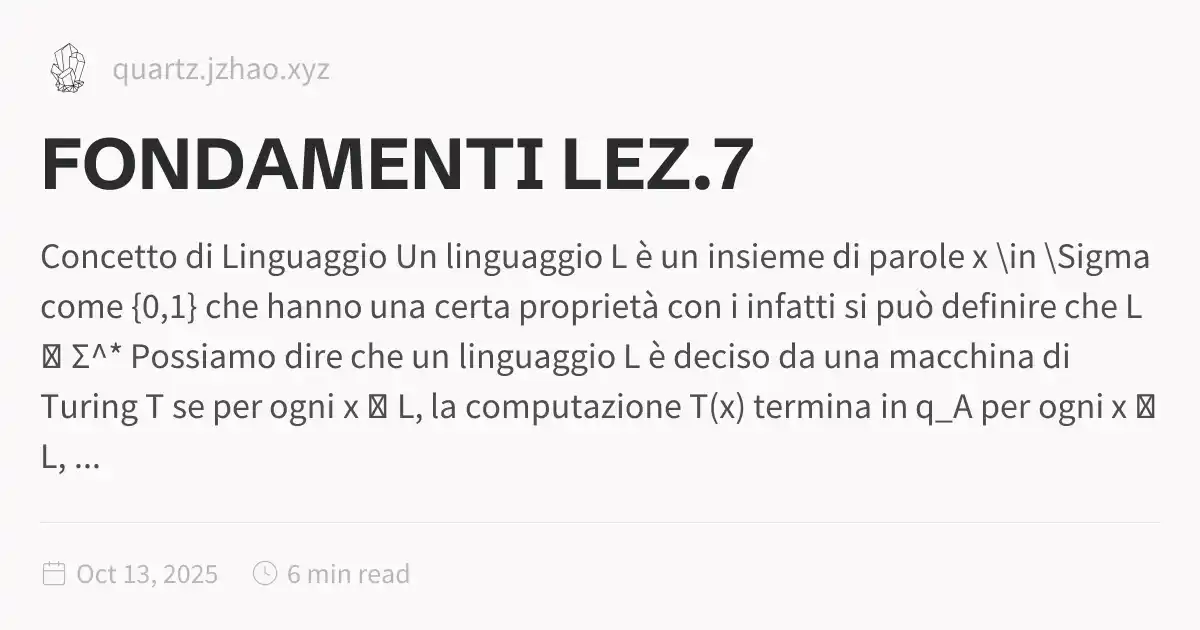 quartz.jzhao.xyz
FONDAMENTI LEZ.7
Concetto di Linguaggio Un linguaggio L è un insieme di parole x \in \Sigma
come {0,1} che hanno una certa proprietà con i infatti si può definire che L
Σ^* Possiamo dire che un linguaggio L è deciso da una macchina di
Turing T se per ogni x L, la computazione T(x) termina in q_A per ogni x
L, ...
Oct 13, 2025
6 min read